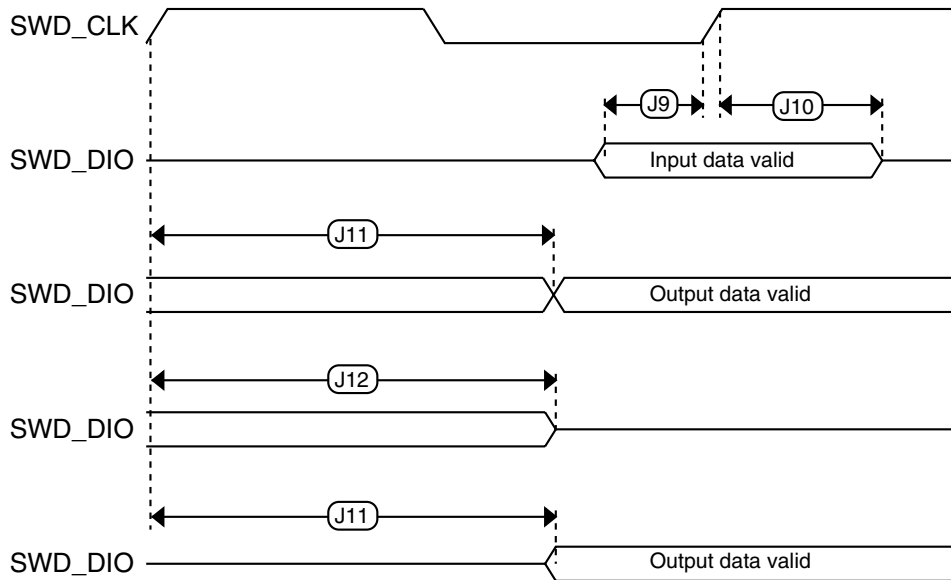 SWD_CLK
J9
J10
SWD_DIO
Input data valid
J11
SWD_DIO
Output data valid
J12
SWD_DIO
J11
SWD_DIO
Output data valid